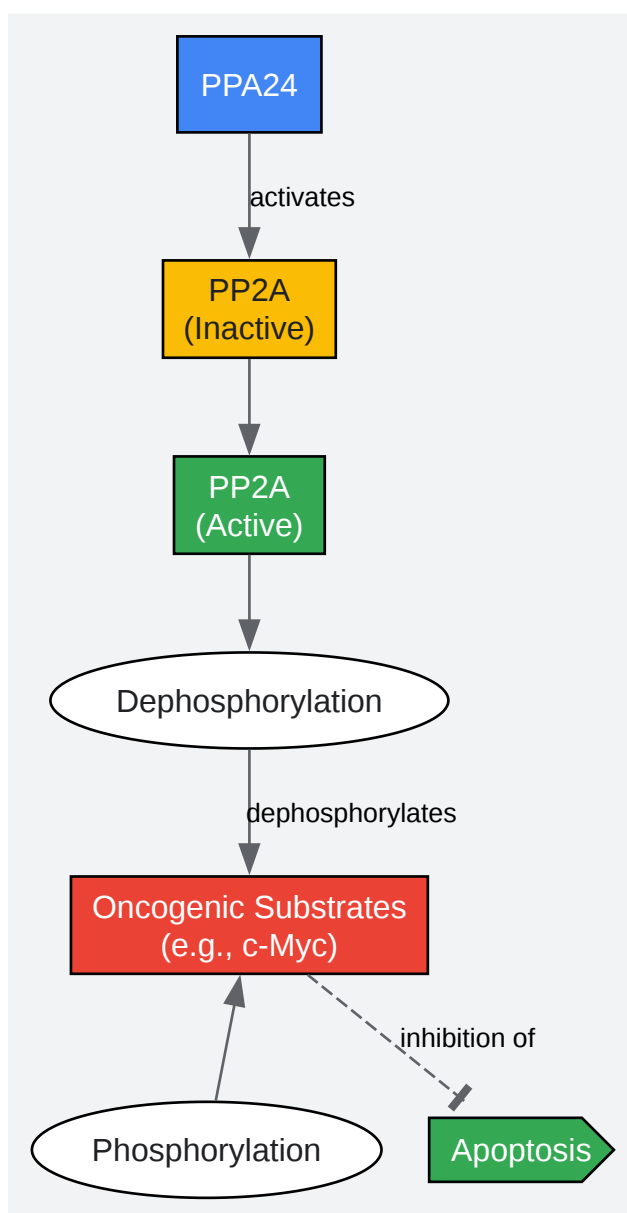 PPA24
activates
PP2A
(Inactive)
PP2A
(Active)
Dephosphorylation
dephosphorylates
Oncogenic Substrates
(e.g., c-Myc)
inhibition of
Phosphorylation
Apoptosis